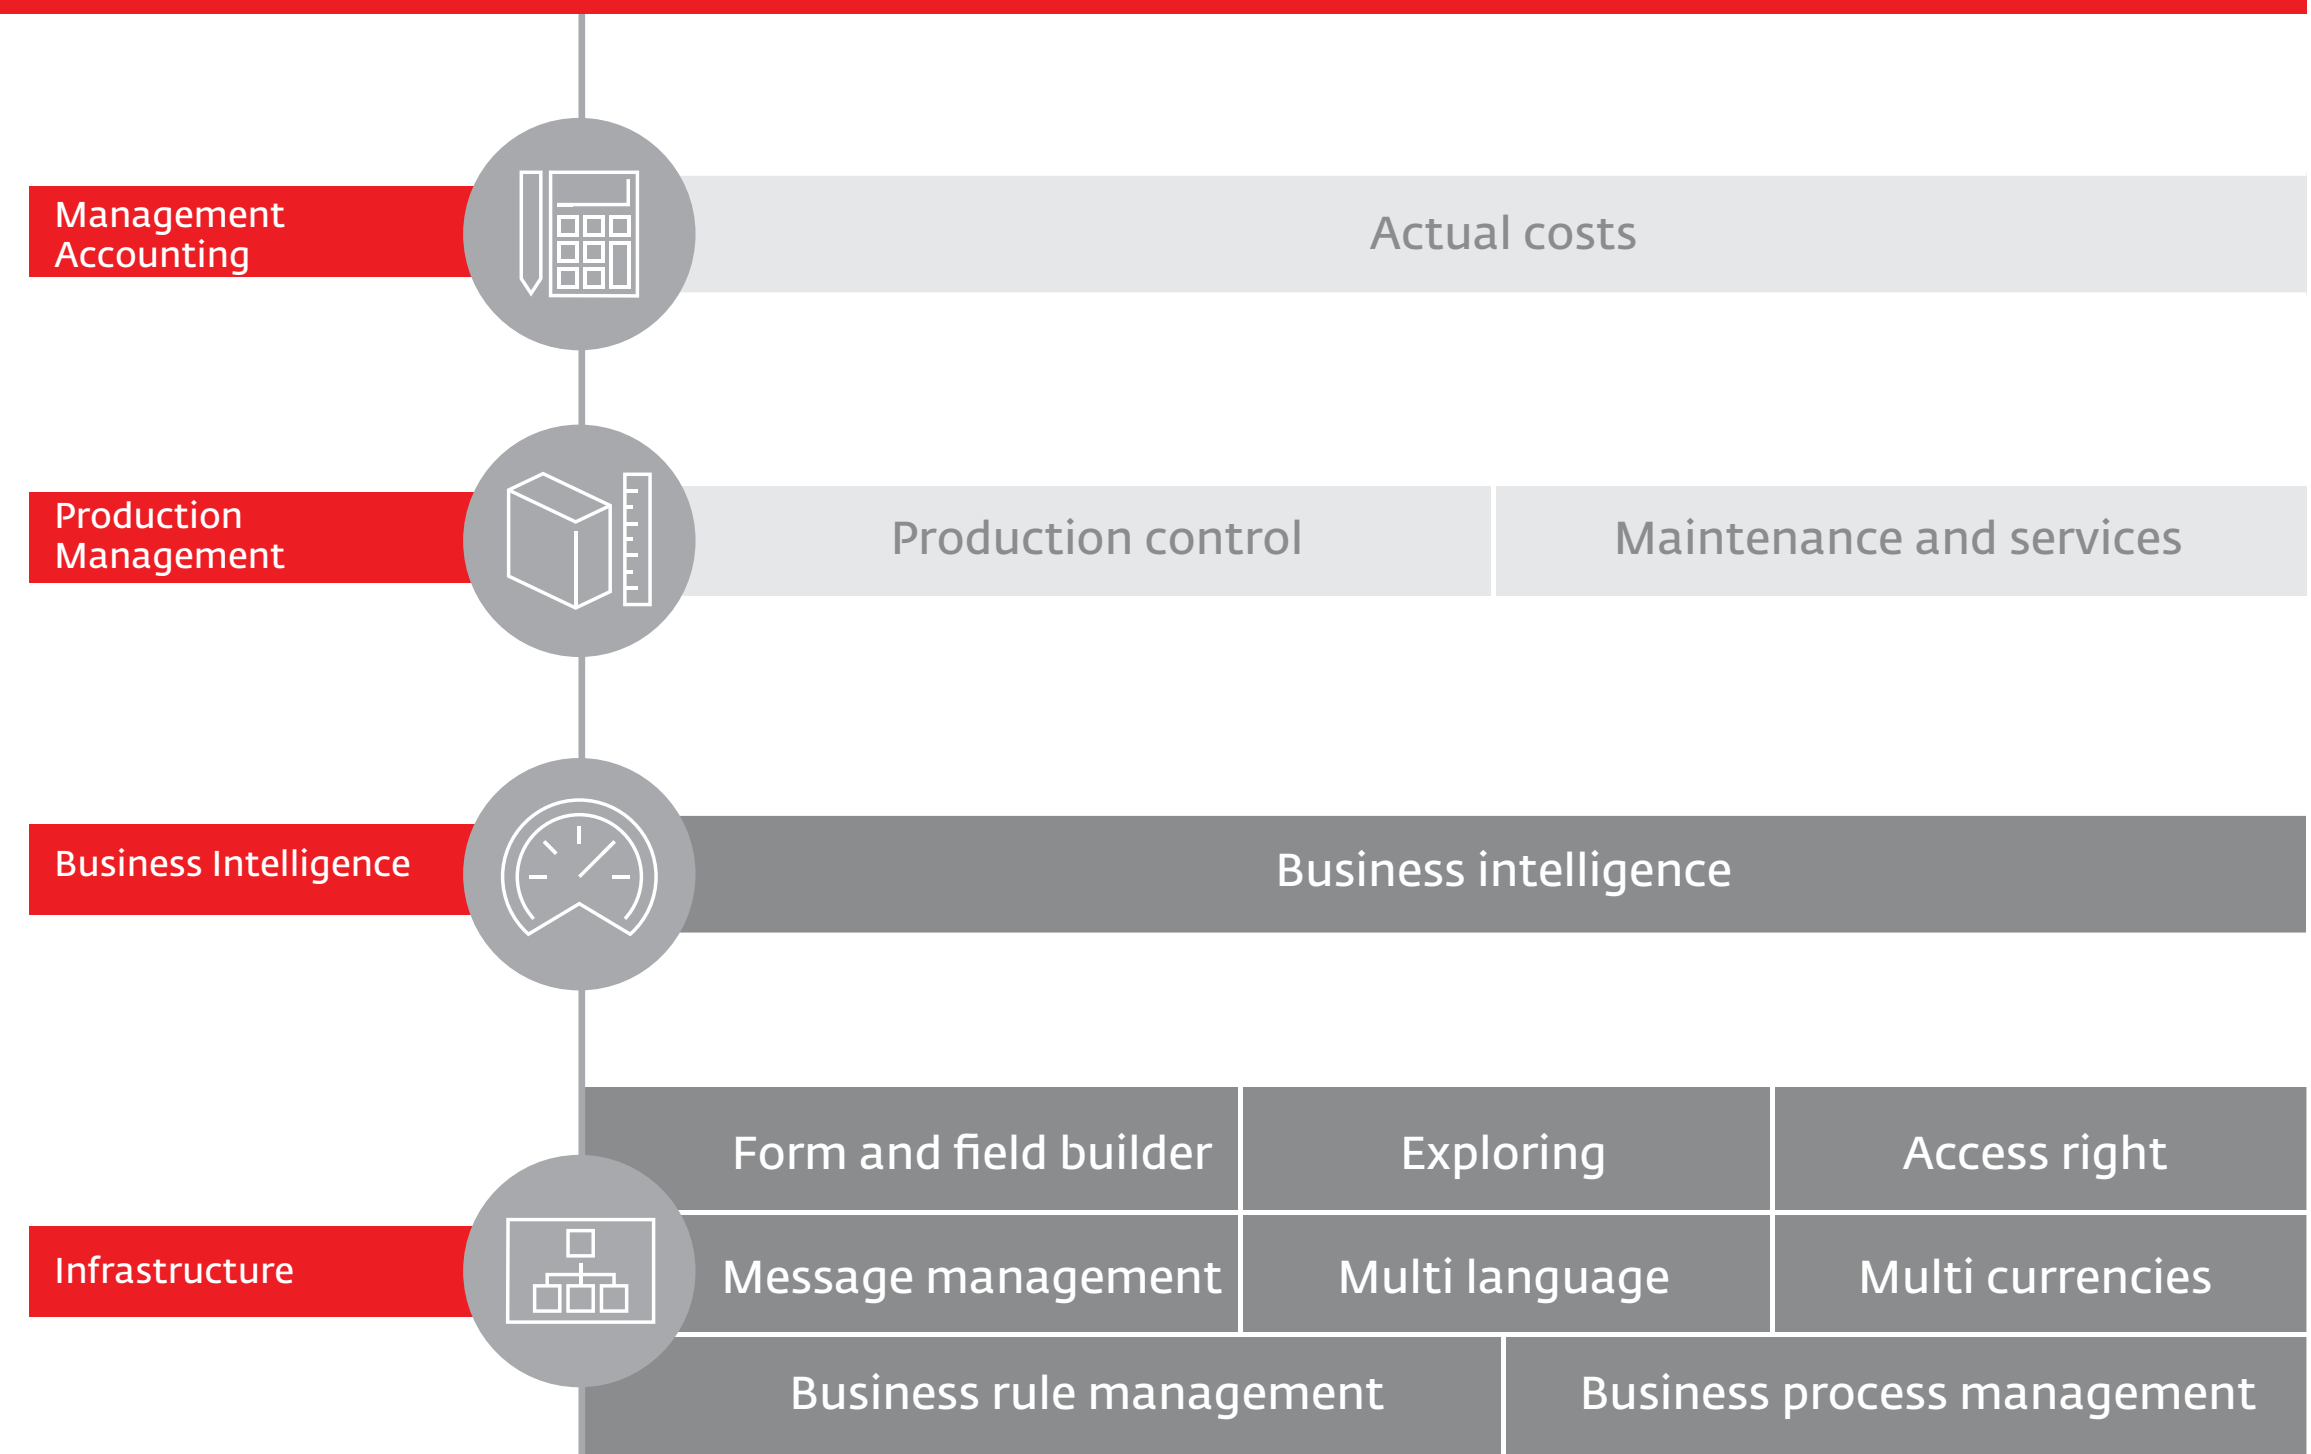 Management
Accounting
Actual costs
Production
Management
Production control
Maintenance and services
Business Intelligence
Business intelligence
Infrastructure
Form and field builder
Exploring
Access right
Message management
Multi language
Multi currencies
Business rule management
Business process management